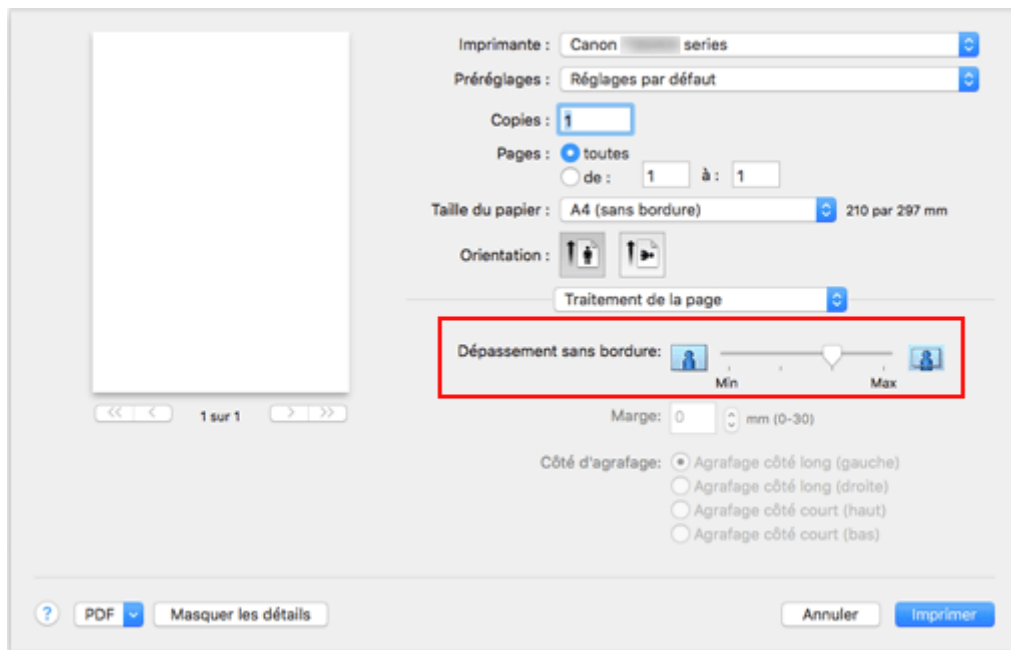 Imprimante : Canon series
Préréglages : Réglages par défaut
Copies : 1
Pages : toutes
de : 1 à : 1
Taille du papier : A4 (sans bordure) 210 par 297 mm
Orientation :
Traitement de la page
Dépassement sans bordure:
Min Max
<< < 1 sur 1 > >>
Marge: 0 mm (0-30)
Côté d'agrafage: Agrafage côté long (gauche)
Agrafage côté long (droite)
Agrafage côté court (haut)
Agrafage côté court (bas)
? PDF Masquer les détails Annuler Imprimer